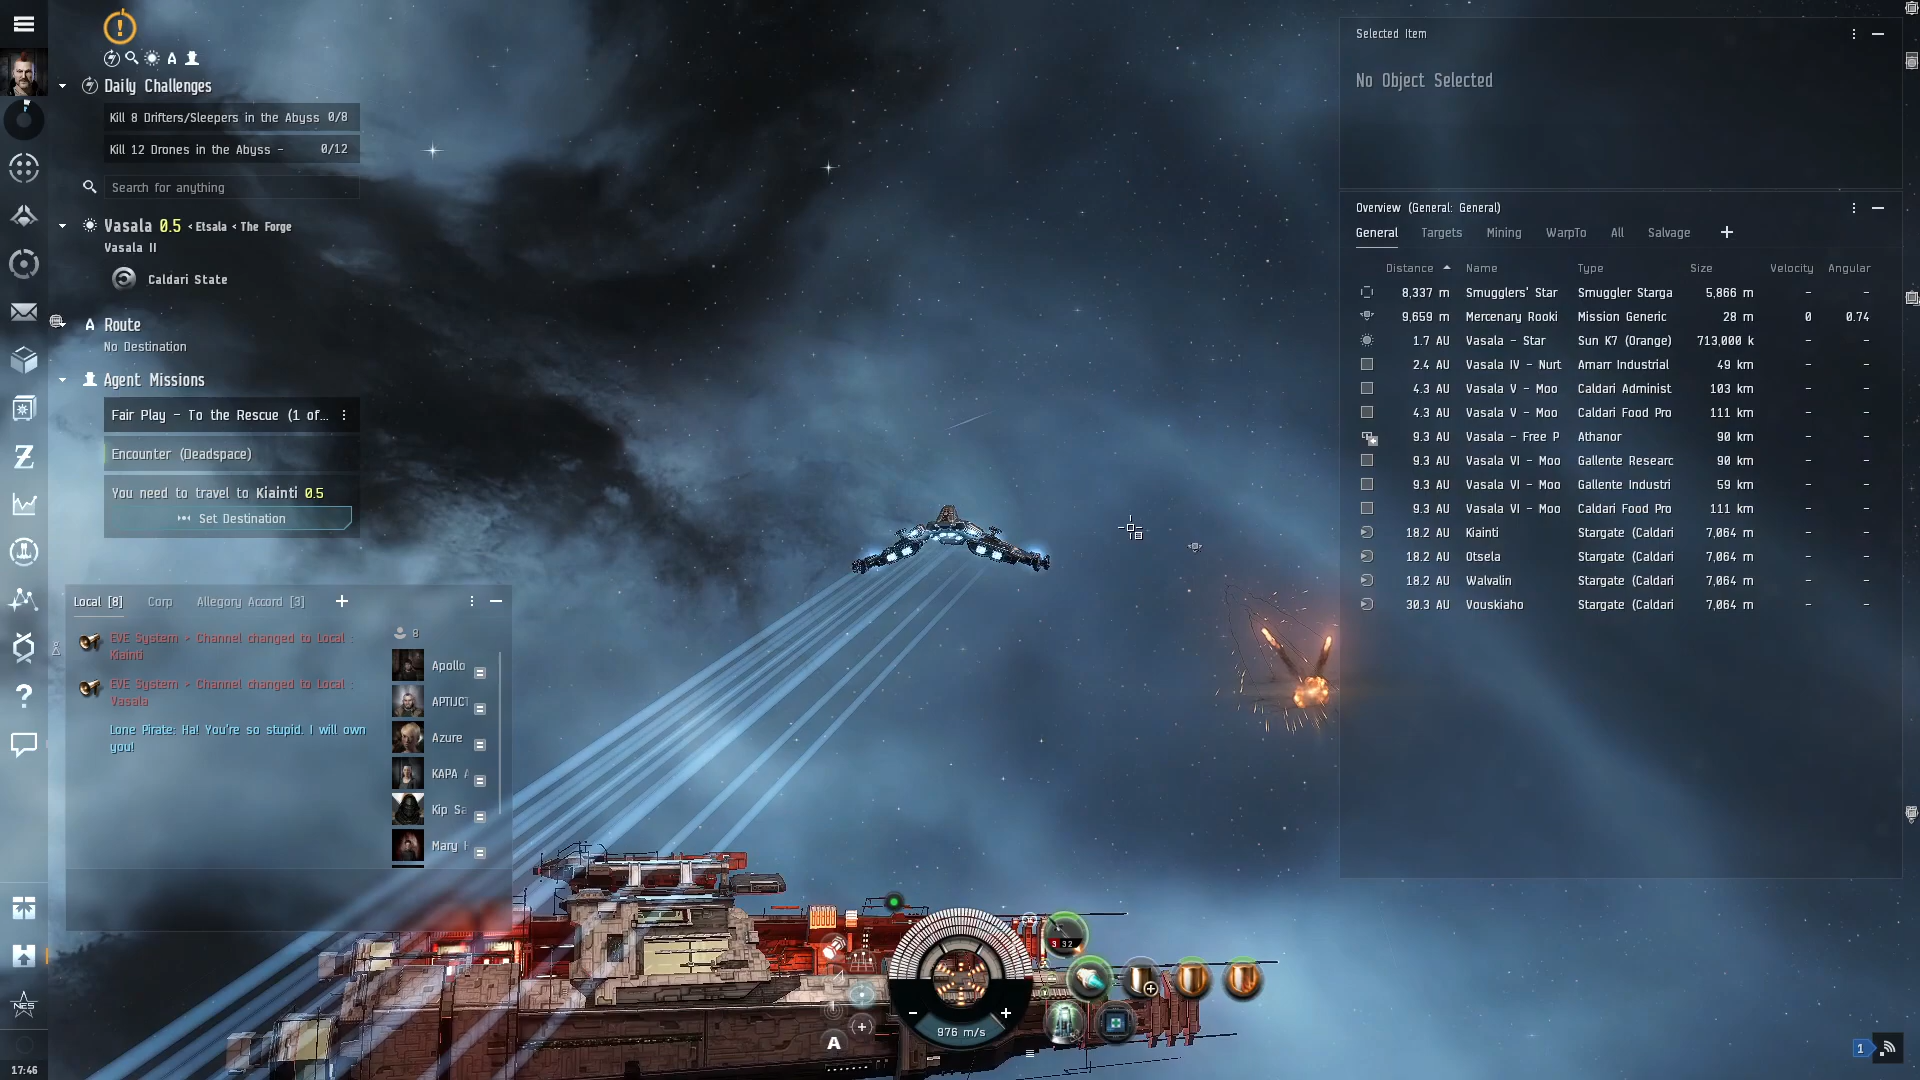 Daily Challenges
Kill 8 Drifters/Sleepers in the Abyss 0/8
Kill 12 Drones in the Abyss - 0/12
Search for anything
Vasala 0.5 < Elsala < The Forge
Vasala II
Caldari State
A Route
No Destination
Agent Missions
Fair Play - To the Rescue (1 of...
Encounter (Deadspace)
You need to travel to Kiainti 0.5
Set Destination
Local [8] Corp Allegory Accord [3]
EVE System > Channel changed to Local :
Kiainti
EVE System > Channel changed to Local :
Vasala
Lone Pirate: Ha! You're so stupid. I will own
you!
8
Apollo
Azure
KAPA
Kip Sa
Mary
NES
17:46
Selected Item
No Object Selected
Overview (General: General)
General Targets Mining WarpTo All Salvage
Distance Name Type Size Velocity Angular
8,337 m Smugglers' Star Smuggler Starga 5,866 m - -
9,659 m Mercenary Rooki Mission Generic 28 m 0 0.74
1.7 AU Vasala - Star Sun K7 (Orange) 713,000 k - -
2.4 AU Vasala IV - Nurt Amarr Industrial 49 km - -
4.3 AU Vasala V - Moo Caldari Administ 103 km - -
4.3 AU Vasala V - Moo Caldari Food Pro 111 km - -
9.3 AU Vasala - Free P Athanor 90 km - -
9.3 AU Vasala VI - Moo Gallente Researc 90 km - -
9.3 AU Vasala VI - Moo Gallente Industri 59 km - -
9.3 AU Vasala VI - Moo Caldari Food Pro 111 km - -
18.2 AU Kiainti Stargate (Caldari 7,064 m - -
18.2 AU Otsela Stargate (Caldari 7,064 m - -
18.2 AU Walvalin Stargate (Caldari 7,064 m - -
30.3 AU Vouskiaho Stargate (Caldari 7,064 m - -
976 m/s
A
1